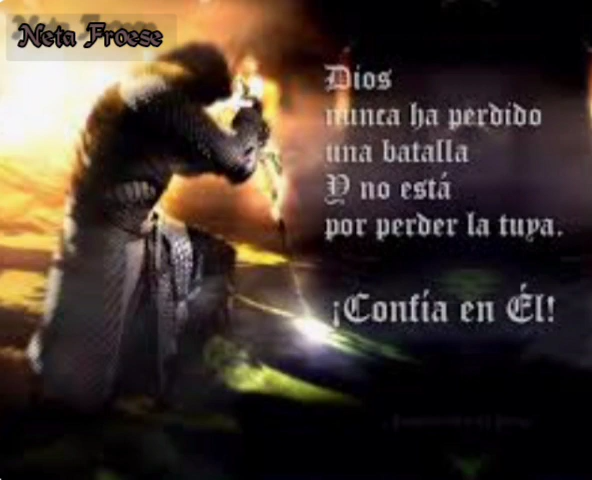 Neta Froese
Dios
nunca ha perdido
una batalla
Y no está
por perder la tuya.
¡Confía en Él!